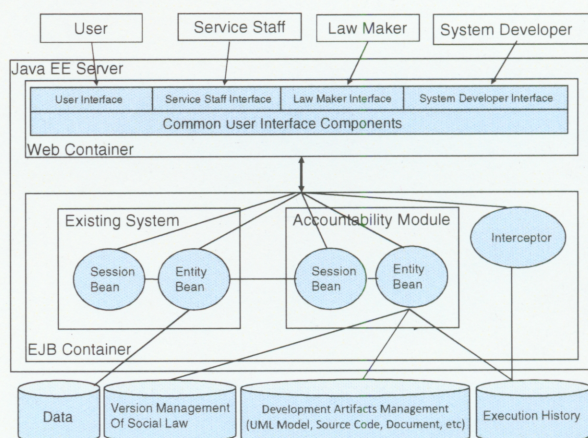 User
Service Staff
Law Maker
System Developer
Java EE Server
User Interface
Service Staff Interface
Law Maker Interface
System Developer Interface
Common User Interface Components
Web Container
Existing System
Accountability Module
Interceptor
Session
Bean
Entity
Bean
Session
Bean
Entity
Bean
EJB Container
Data
Version Management
Of Social Law
Development Artifacts Management
(UML Model, Source Code, Document, etc)
Execution History